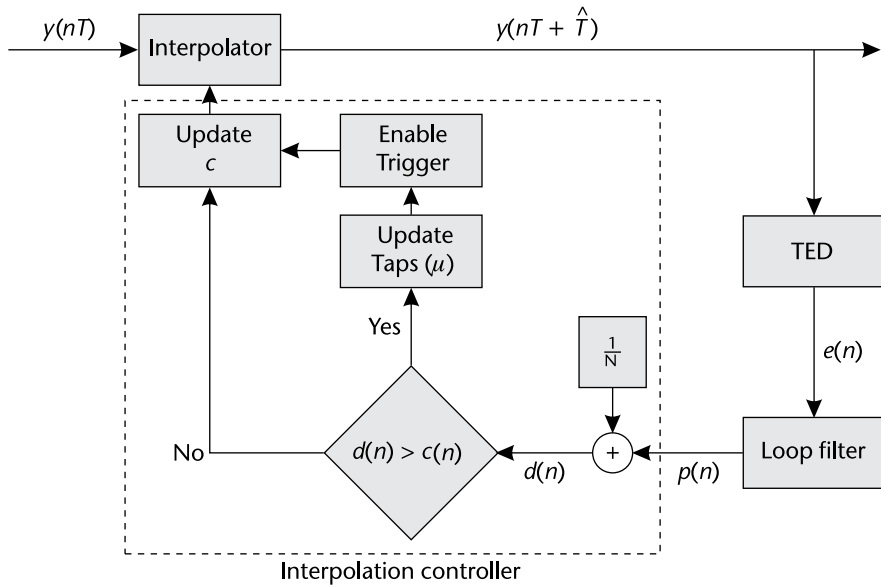 y(nT)
Interpolator
y(nT + T̂)
Update
c
Enable
Trigger
Update
Taps (μ)
TED
Yes
1/N
e(n)
No
d(n) > c(n)
d(n)
+
p(n)
Loop filter
Interpolation controller